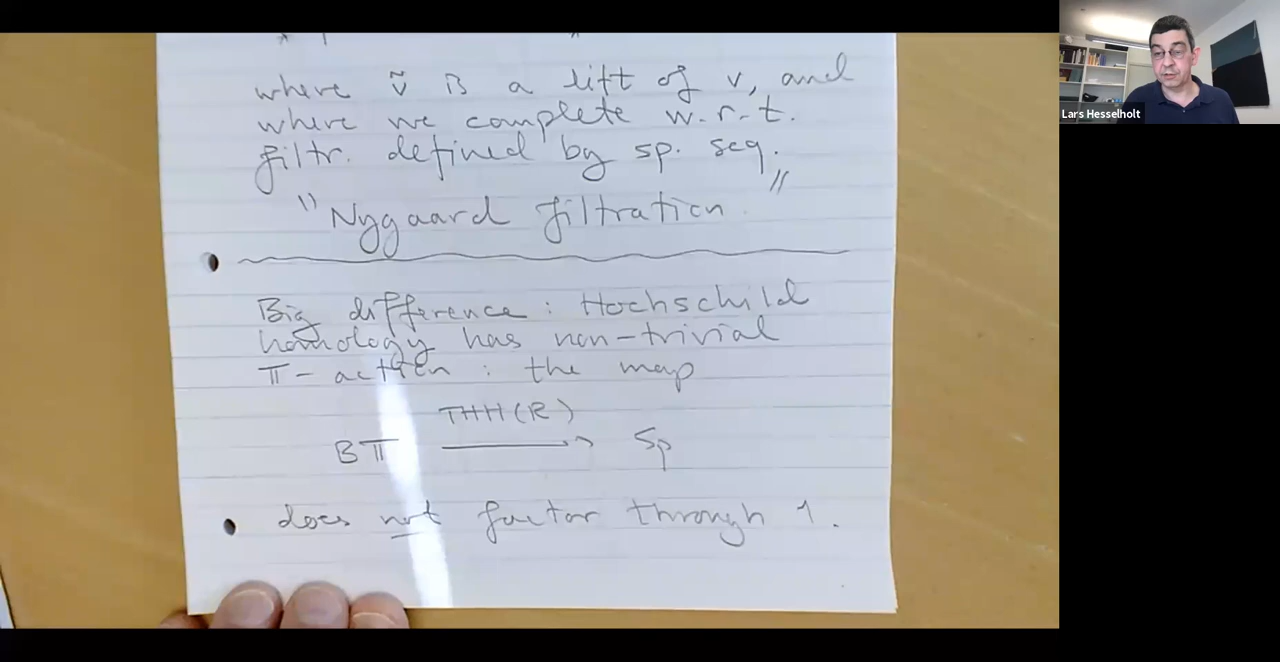 where ṽ is a lift of v, and
where we complete w.r.t.
filtr. defined by sp. seq.
"Nygaard filtration"
Big difference: Hochschild
homology has non-trivial
𝕋-action: the map
THH(R)
B𝕋 ⟶ Sp
does not factor through 1.
Lars Hesselholt